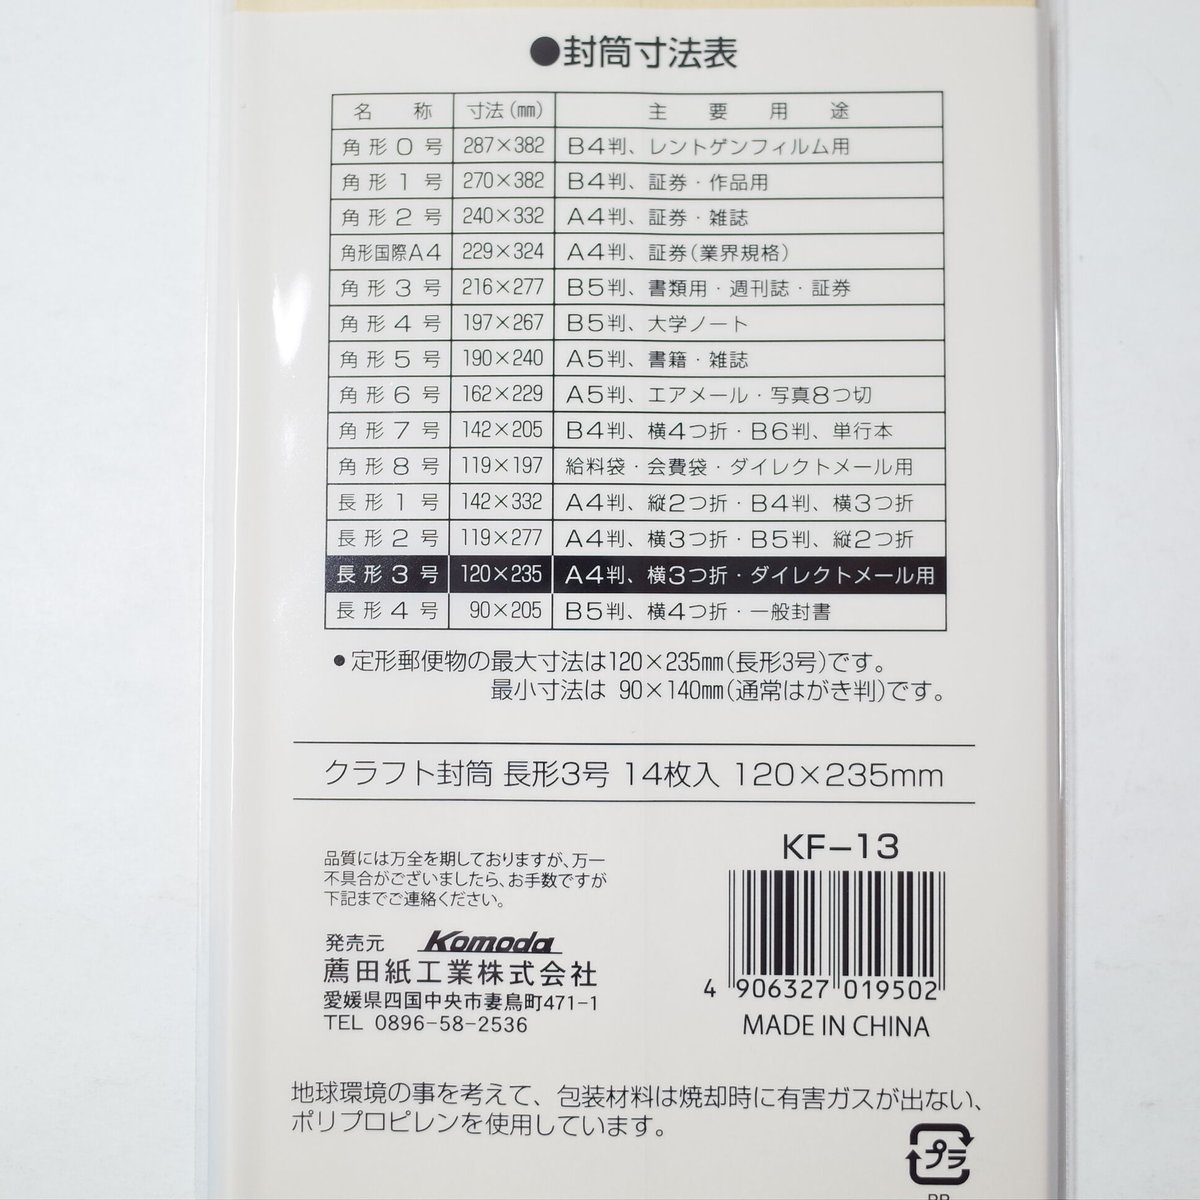 ●封筒寸法表
名称 寸法(㎜) 主要用途
角形0号 287×382 B4判、レントゲンフィルム用
角形1号 270×382 B4判、証券・作品用
角形2号 240×332 A4判、証券・雑誌
角形国際A4 229×324 A4判、証券(業界規格)
角形3号 216×277 B5判、書類用・週刊誌・証券
角形4号 197×267 B5判、大学ノート
角形5号 190×240 A5判、書籍・雑誌
角形6号 162×229 A5判、エアメール・写真8つ切
角形7号 142×205 B4判、横4つ折・B6判、単行本
角形8号 119×197 給料袋・会費袋・ダイレクトメール用
長形1号 142×332 A4判、縦2つ折・B4判、横3つ折
長形2号 119×277 A4判、横3つ折・B5判、縦2つ折
長形3号 120×235 A4判、横3つ折・ダイレクトメール用
長形4号 90×205 B5判、横4つ折・一般封書
●定形郵便物の最大寸法は120×235㎜(長形3号)です。
最小寸法は 90×140㎜(通常はがき判)です。
クラフト封筒 長形3号 14枚入 120×235mm
品質には万全を期しておりますが、万一
不具合がございましたら、お手数ですが
下記までご連絡ください。
発売元 Komoda
薦田紙工業株式会社
愛媛県四国中央市妻鳥町471-1
TEL 0896-58-2536
KF-13
4 906327 019502
MADE IN CHINA
地球環境の事を考えて、包装材料は焼却時に有害ガスが出ない、
ポリプロピレンを使用しています。
プラ